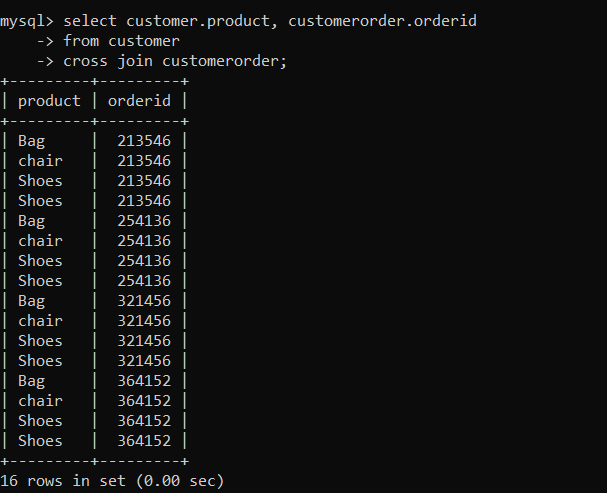 mysql> select customer.product, customerorder.orderid
    -> from customer
    -> cross join customerorder;
+---------+---------+
| product | orderid |
+---------+---------+
| Bag     |  213546 |
| chair   |  213546 |
| Shoes   |  213546 |
| Shoes   |  213546 |
| Bag     |  254136 |
| chair   |  254136 |
| Shoes   |  254136 |
| Shoes   |  254136 |
| Bag     |  321456 |
| chair   |  321456 |
| Shoes   |  321456 |
| Shoes   |  321456 |
| Bag     |  364152 |
| chair   |  364152 |
| Shoes   |  364152 |
| Shoes   |  364152 |
+---------+---------+
16 rows in set (0.00 sec)